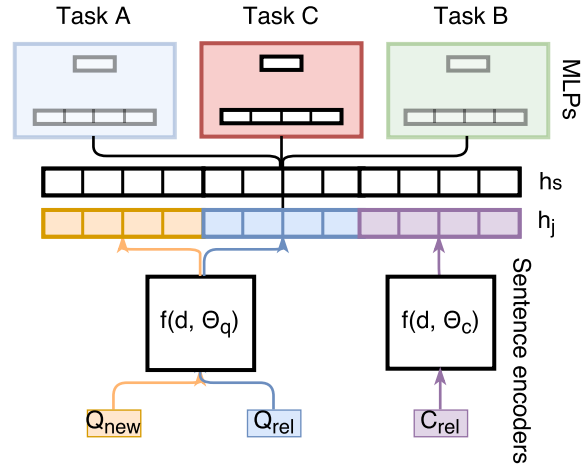 Task A
Task C
Task B
MLPs
hs
hj
Sentence encoders
f(d, Θq)
f(d, Θc)
Qnew
Qrel
Crel